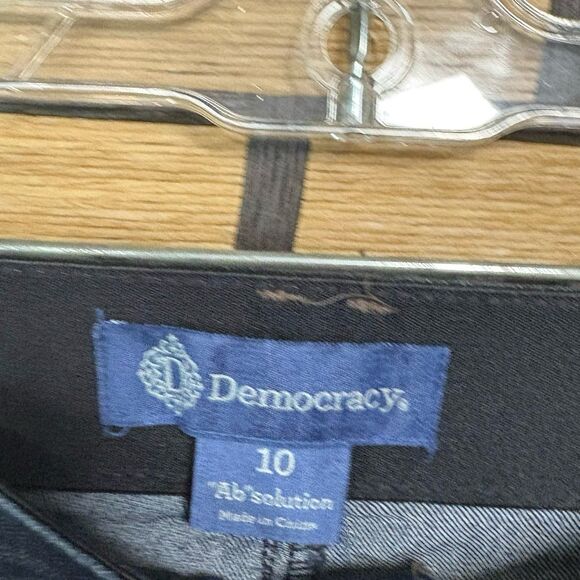 D Democracy®
10
"Ab"solution
Made in China